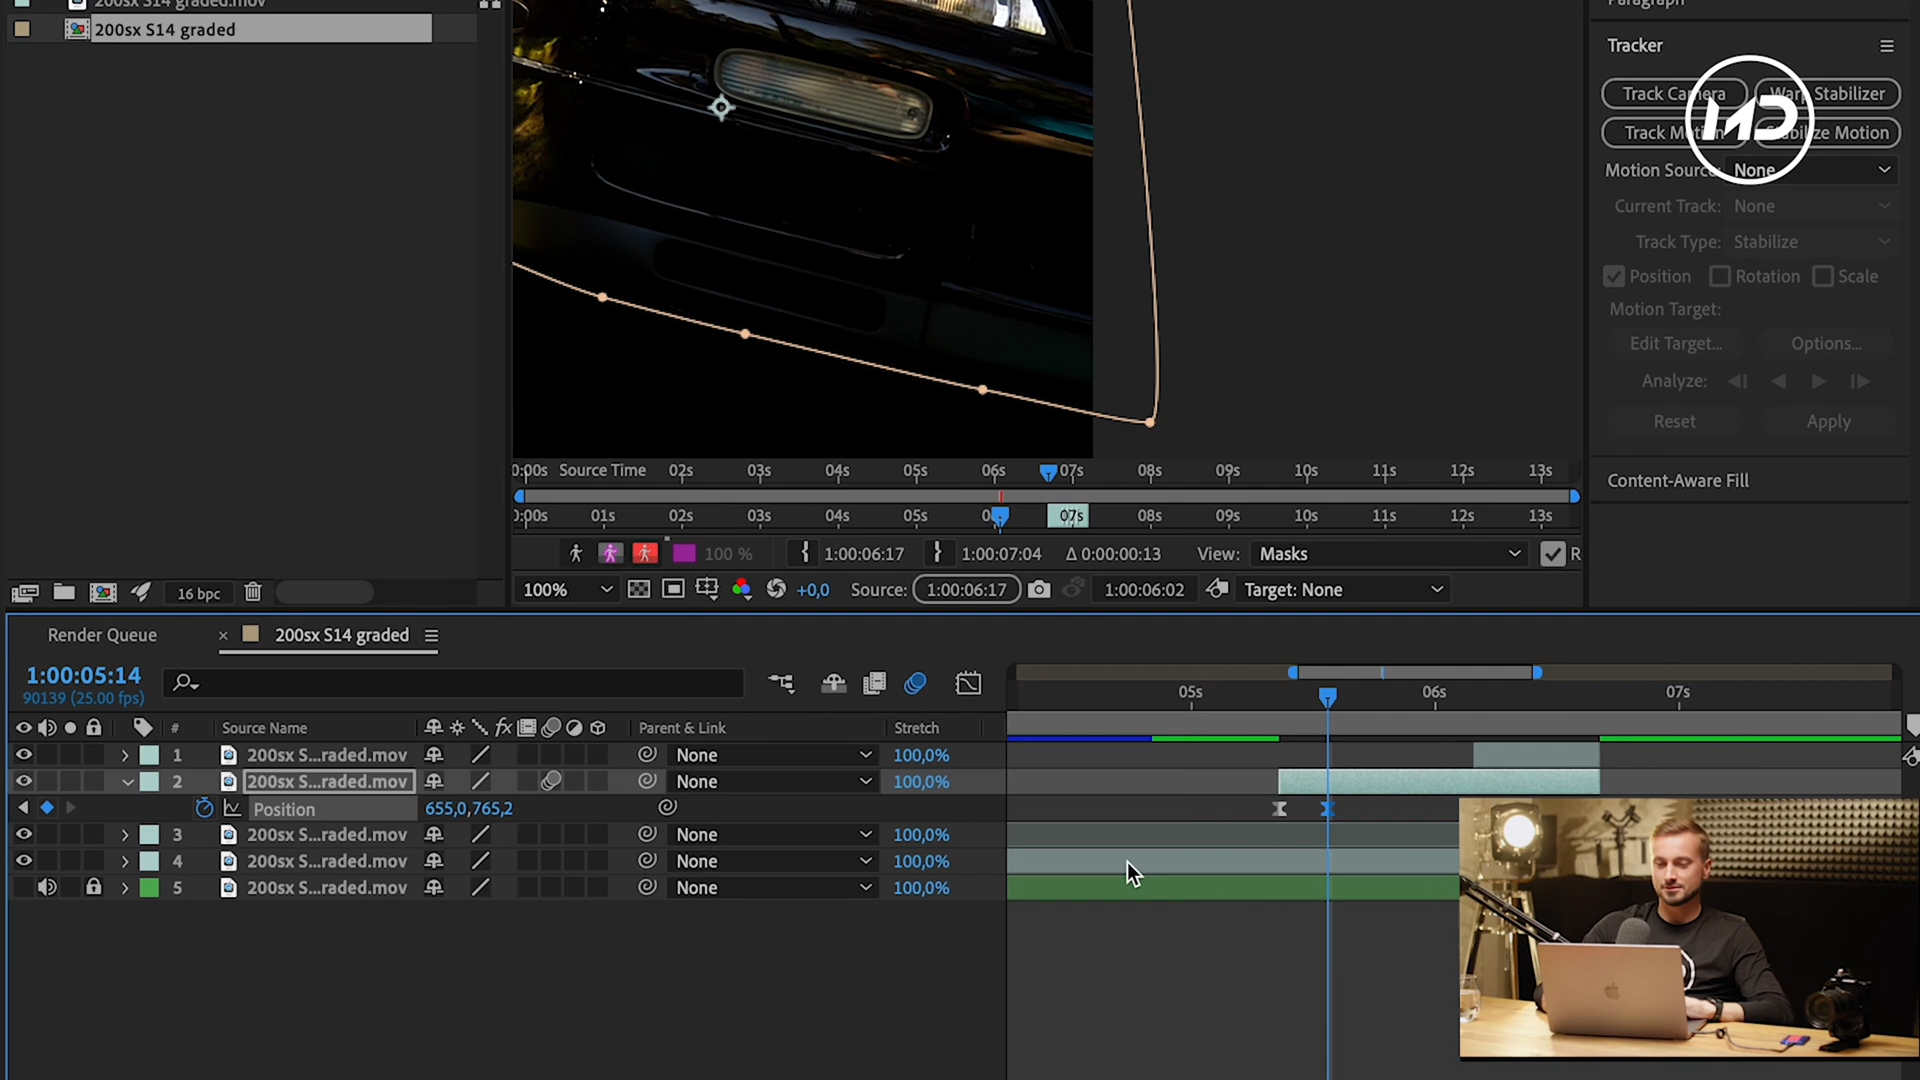 200sx S14 graded.mov
200sx S14 graded
Paragraph
Tracker
Track Camera
Warp Stabilizer
Track Motion
Stabilize Motion
MD
Motion Source:
None
Current Track:
None
Track Type:
Stabilize
Position
Rotation
Scale
Motion Target:
Edit Target...
Options...
Analyze:
Reset
Apply
Content-Aware Fill
0:00s Source Time 02s 03s 04s 05s 06s 07s 08s 09s 10s 11s 12s 13s
0:00s 01s 02s 03s 04s 05s 07s 08s 09s 10s 11s 12s 13s
100 % { 1:00:06:17 } 1:00:07:04 Δ 0:00:00:13 View: Masks R
16 bpc
100% +0,0 Source: 1:00:06:17 1:00:06:02 Target: None
Render Queue × 200sx S14 graded
1:00:05:14
90139 (25.00 fps)
05s 06s 07s
# Source Name fx Parent & Link Stretch
1 200sx S...raded.mov None 100,0%
2 200sx S...raded.mov None 100,0%
Position 655,0,765,2
3 200sx S...raded.mov None 100,0%
4 200sx S...raded.mov None 100,0%
5 200sx S...raded.mov None 100,0%